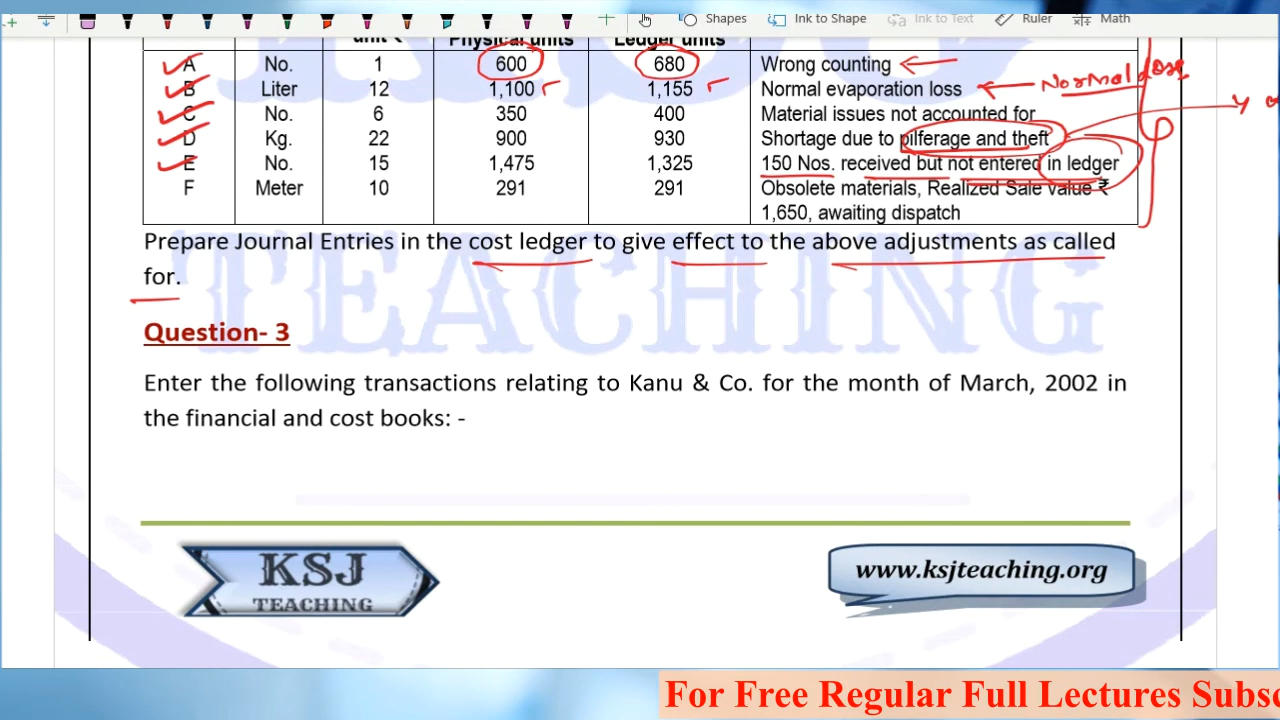 Shapes Ink to Shape Ink to Text Ruler Math
unit ₹ Physical units Ledger units
A No. 1 600 680 Wrong counting
B Liter 12 1,100 1,155 Normal evaporation loss Normal loss
C No. 6 350 400 Material issues not accounted for
D Kg. 22 900 930 Shortage due to pilferage and theft
E No. 15 1,475 1,325 150 Nos. received but not entered in ledger
F Meter 10 291 291 Obsolete materials, Realized Sale value ₹
1,650, awaiting dispatch
Prepare Journal Entries in the cost ledger to give effect to the above adjustments as called
for.
Question- 3
Enter the following transactions relating to Kanu & Co. for the month of March, 2002 in
the financial and cost books: -
KSJ
TEACHING
www.ksjteaching.org
TEACHING
For Free Regular Full Lectures Subsc